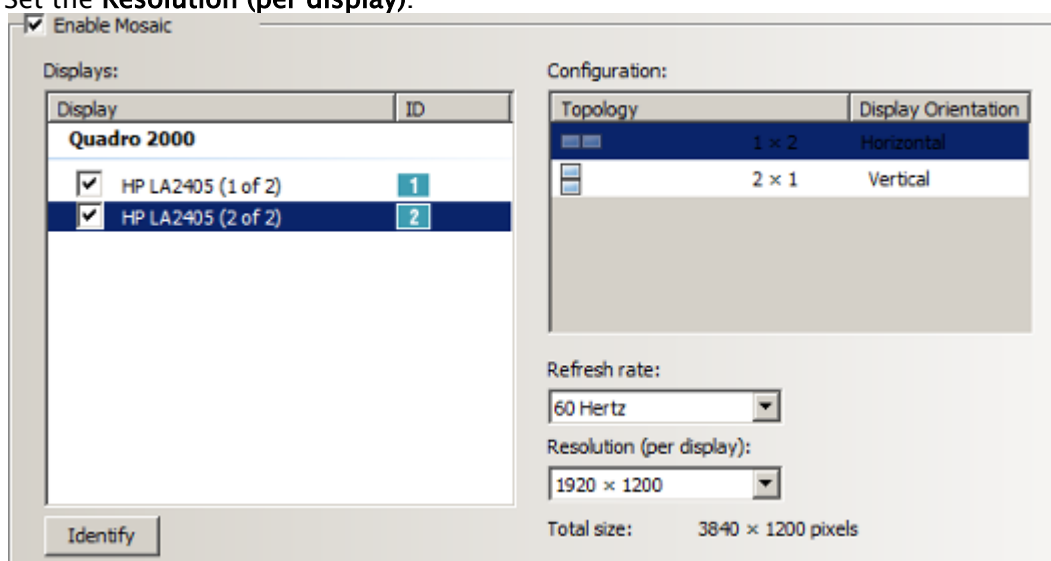 Set the Resolution (per display).
Enable Mosaic
Displays:
Display ID
Quadro 2000
HP LA2405 (1 of 2) 1
HP LA2405 (2 of 2) 2
Identify
Configuration:
Topology Display Orientation
1 × 2 Horizontal
2 × 1 Vertical
Refresh rate:
60 Hertz
Resolution (per display):
1920 × 1200
Total size: 3840 × 1200 pixels